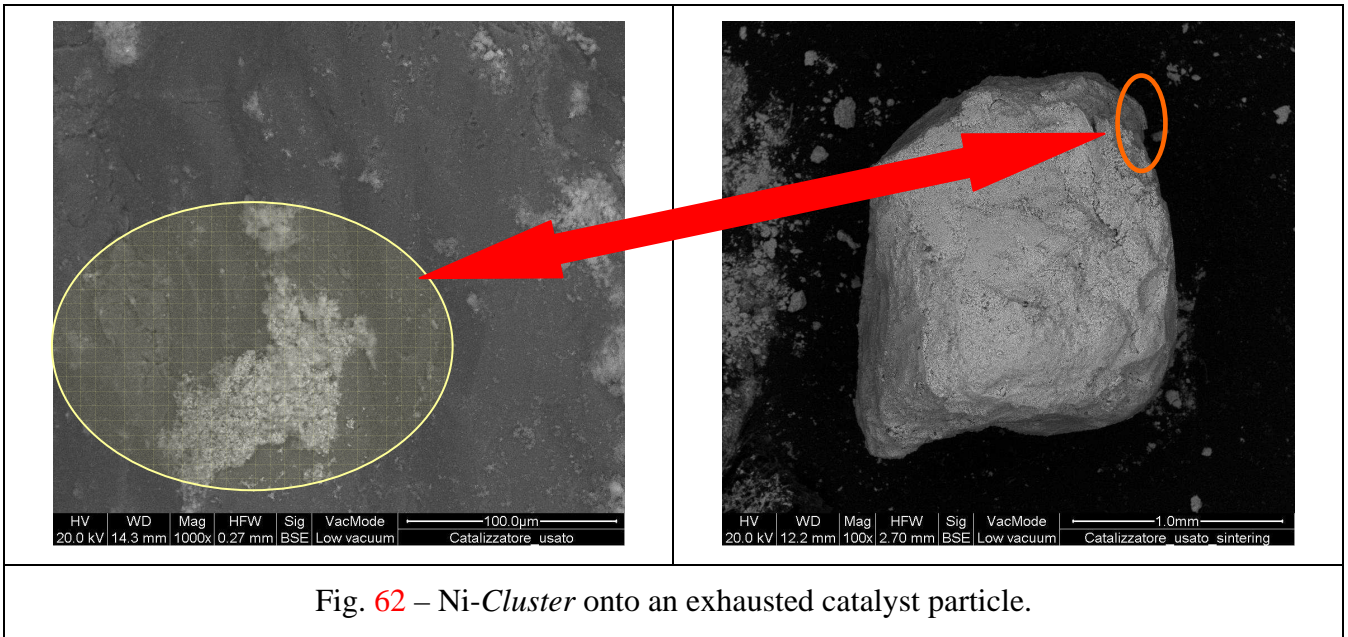 HV WD Mag HFW Sig VacMode 100.0µm
20.0 kV 14.3 mm 1000x 0.27 mm BSE Low vacuum Catalizzatore_usato
HV WD Mag HFW Sig VacMode 1.0mm
20.0 kV 12.2 mm 100x 2.70 mm BSE Low vacuum Catalizzatore_usato_sintering
Fig. 62 – Ni-Cluster onto an exhausted catalyst particle.